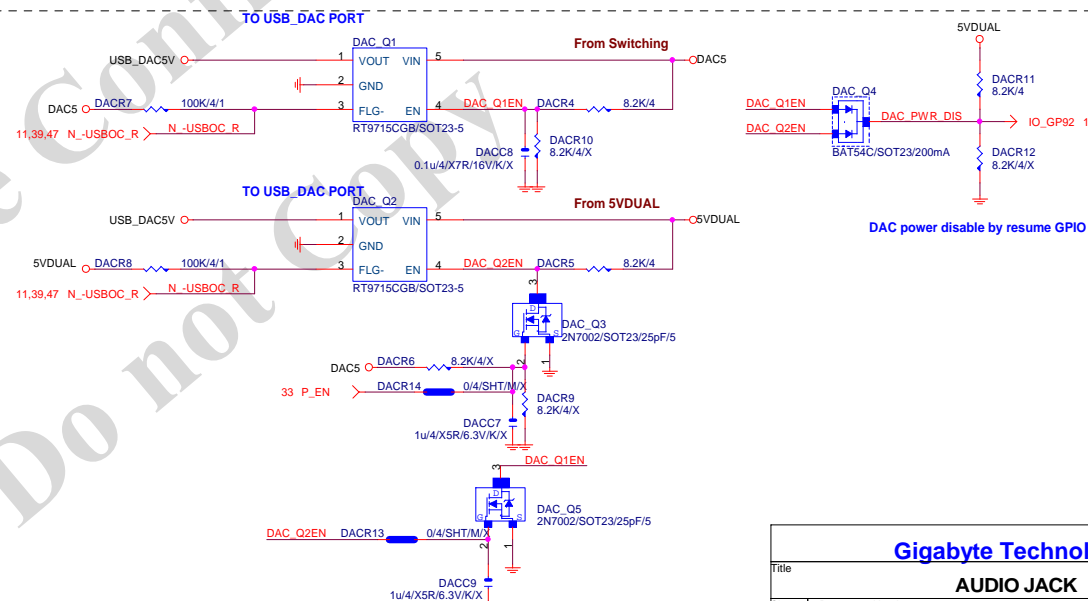 TO USB_DAC PORT
DAC_Q1
From Switching
USB_DAC5V
1 VOUT VIN 5
DAC5
2 GND
DAC5 DACR7 100K/4/1
3 FLG- EN 4
DAC_Q1EN DACR4 8.2K/4
11,39,47 N_-USBOC_R N_-USBOC_R
RT9715CGB/SOT23-5
DACR10
8.2K/4/X
DACC8
0.1u/4/X7R/16V/K/X
5VDUAL
DACR11
8.2K/4
DAC_Q4
DAC_Q1EN
DAC_Q2EN
DAC_PWR_DIS
IO_GP92 1
BAT54C/SOT23/200mA
DACR12
8.2K/4/X
DAC power disable by resume GPIO
TO USB_DAC PORT
DAC_Q2
From 5VDUAL
USB_DAC5V
1 VOUT VIN 5
5VDUAL
2 GND
5VDUAL DACR8 100K/4/1
3 FLG- EN 4
DAC_Q2EN DACR5 8.2K/4
11,39,47 N_-USBOC_R N_-USBOC_R
RT9715CGB/SOT23-5
3
D
G S
DAC_Q3
2N7002/SOT23/25pF/5
2 1
DAC5 DACR6 8.2K/4/X
33 P_EN DACR14 0/4/SHT/M/X
DACR9
8.2K/4/X
DACC7
1u/4/X5R/6.3V/K/X
DAC_Q1EN
3
D
G S
DAC_Q5
2N7002/SOT23/25pF/5
DAC_Q2EN DACR13 0/4/SHT/M/X
2 1
DACC9
1u/4/X5R/6.3V/K/X
Gigabyte Technol
Title
AUDIO JACK
Do not Copy